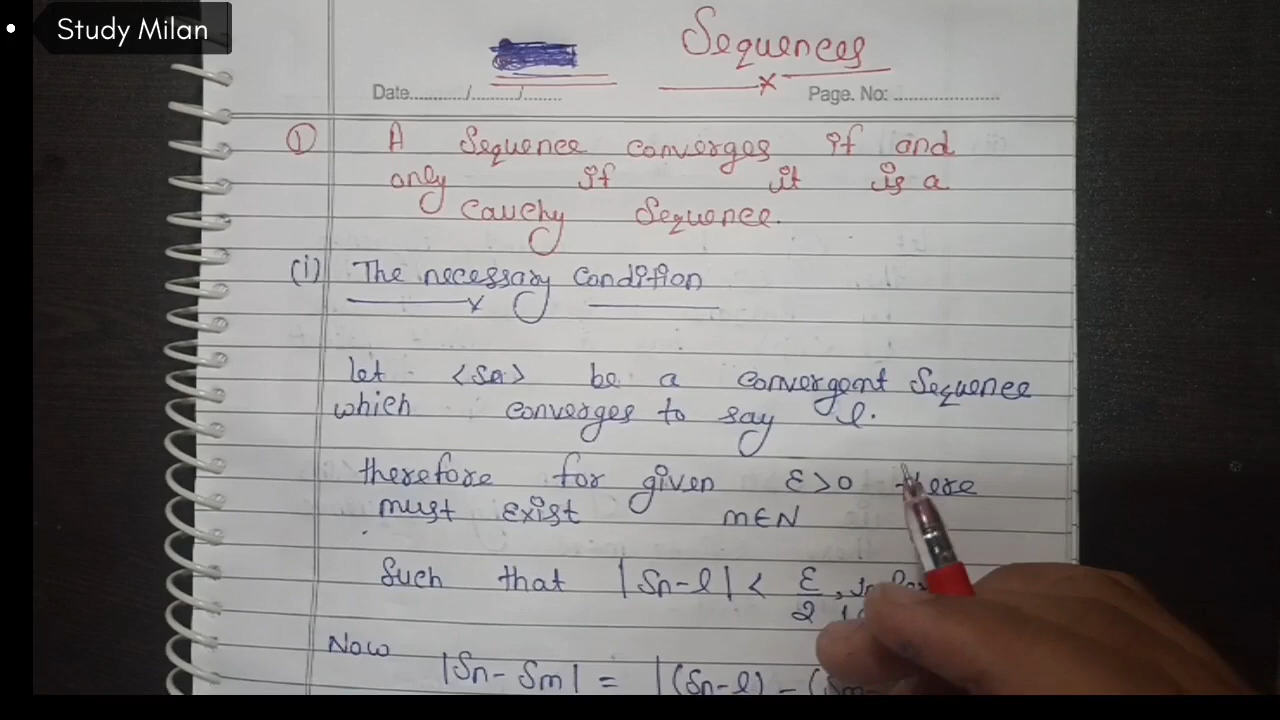 Study Milan
Sequences
Date........../........./........
Page. No: ......................
① A Sequence converges if and
only if it is a
cauchy Sequence.
(i) The necessary Condition
let <Sn> be a convergent Sequence
which converges to say l.
therefore for given ε>0 there
must exist m∈N
Such that |Sn-l| < ε/2,
Now
|Sn- Sm| = |(Sn-l) - (Sm-